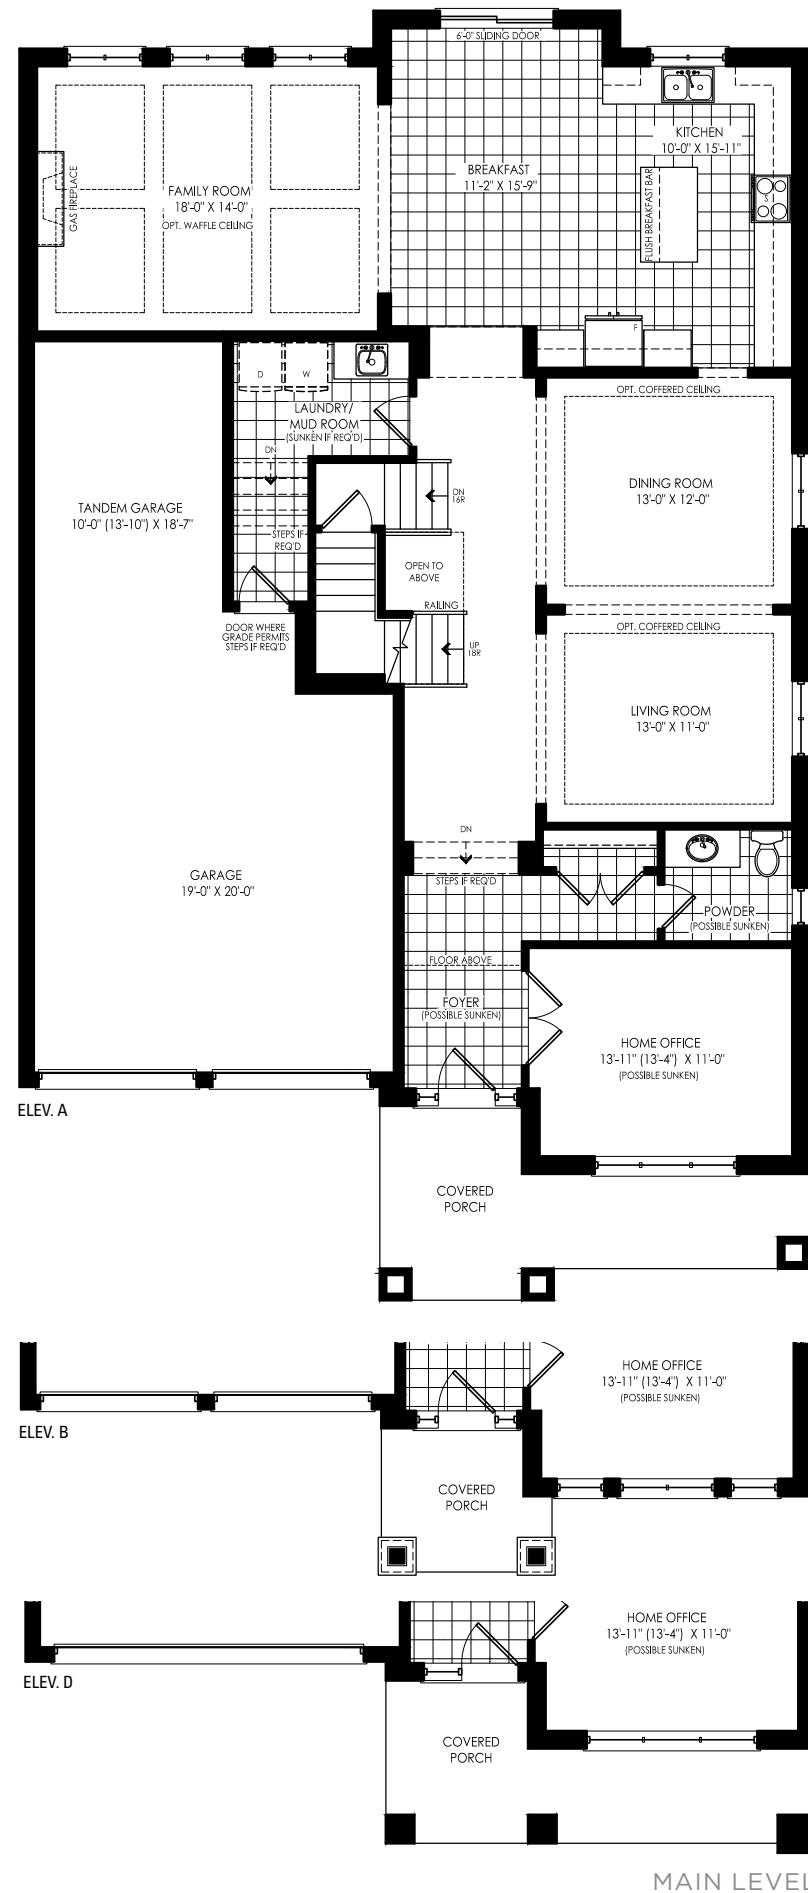 6'-0" SLIDING DOOR
KITCHEN
10'-0" X 15'-11"
BREAKFAST
11'-2" X 15'-9"
FLUSH BREAKFAST BAR
S
GAS FIREPLACE
FAMILY ROOM
18'-0" X 14'-0"
OPT. WAFFLE CEILING
F
D
W
LAUNDRY/
MUD ROOM
(SUNKEN IF REQ'D)
DN
OPT. COFFERED CEILING
DINING ROOM
13'-0" X 12'-0"
TANDEM GARAGE
10'-0" (13'-10") X 18'-7"
DN
16R
STEPS IF
REQ'D
OPEN TO
ABOVE
RAILING
DOOR WHERE
GRADE PERMITS
STEPS IF REQ'D
UP
18R
OPT. COFFERED CEILING
LIVING ROOM
13'-0" X 11'-0"
DN
STEPS IF REQ'D
GARAGE
19'-0" X 20'-0"
POWDER
(POSSIBLE SUNKEN)
FLOOR ABOVE
FOYER
(POSSIBLE SUNKEN)
HOME OFFICE
13'-11" (13'-4") X 11'-0"
(POSSIBLE SUNKEN)
ELEV. A
COVERED
PORCH
HOME OFFICE
13'-11" (13'-4") X 11'-0"
(POSSIBLE SUNKEN)
ELEV. B
COVERED
PORCH
HOME OFFICE
13'-11" (13'-4") X 11'-0"
(POSSIBLE SUNKEN)
ELEV. D
COVERED
PORCH
MAIN LEVEL